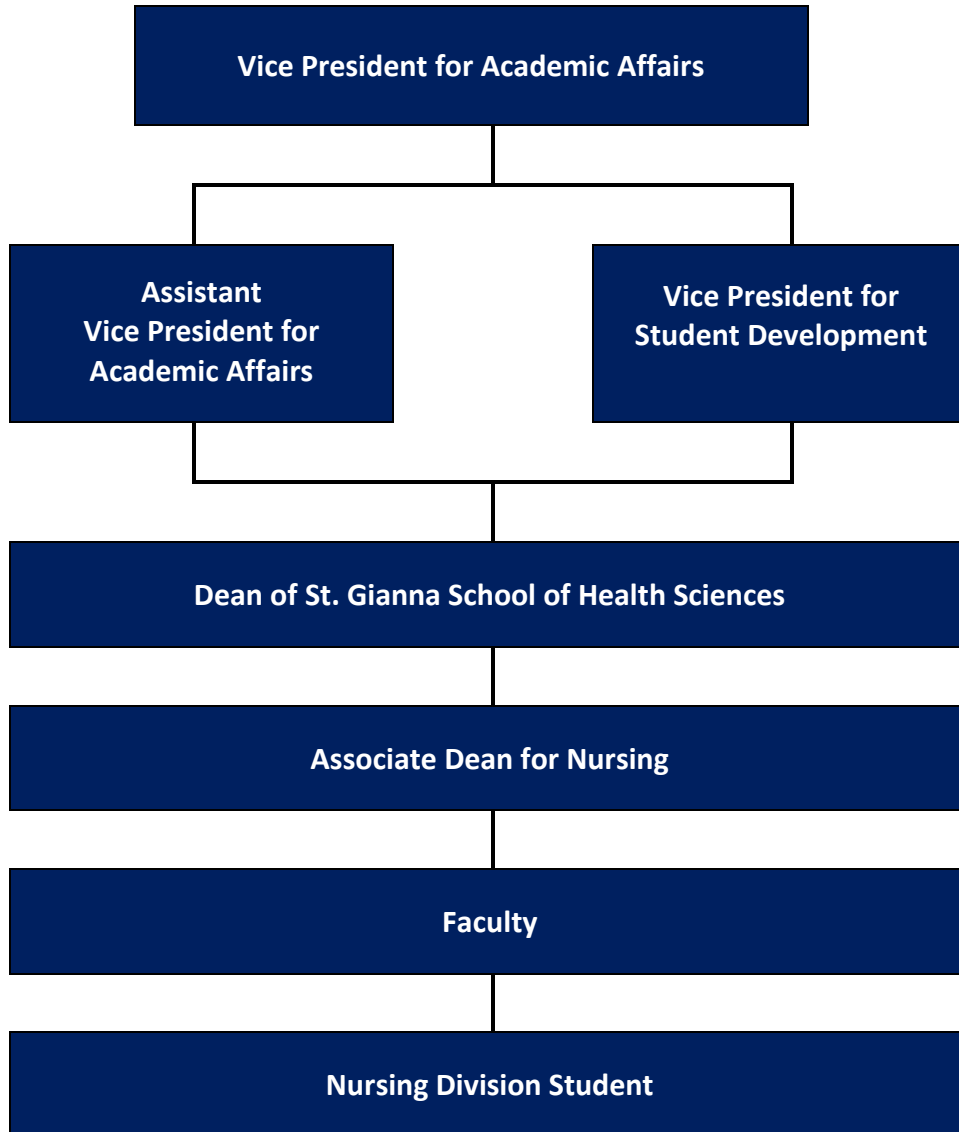 Vice President for Academic Affairs
Assistant
Vice President for
Academic Affairs
Vice President for
Student Development
Dean of St. Gianna School of Health Sciences
Associate Dean for Nursing
Faculty
Nursing Division Student